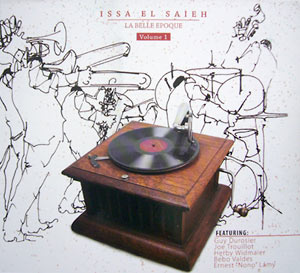 ISSA EL SAIEH
LA BELLE EPOQUE
Volume 1
FEATURING:
Guy Durosier
Joe Trouillot
Herby Widmaier
Bebo Valdes
Ernest "Nono" Lamy